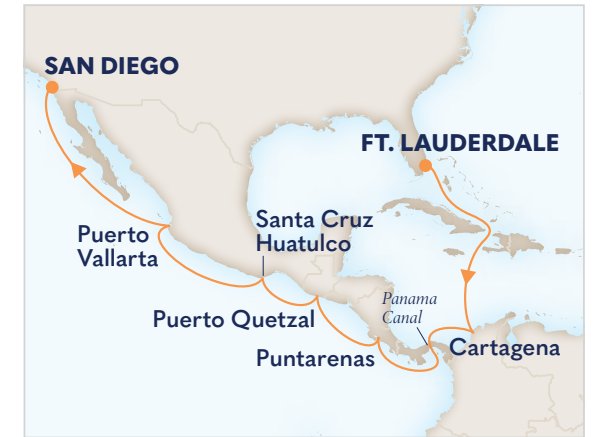 SAN DIEGO
FT. LAUDERDALE
Santa Cruz
Huatulco
Puerto
Vallarta
Panama
Canal
Puerto Quetzal
Cartagena
Puntarenas